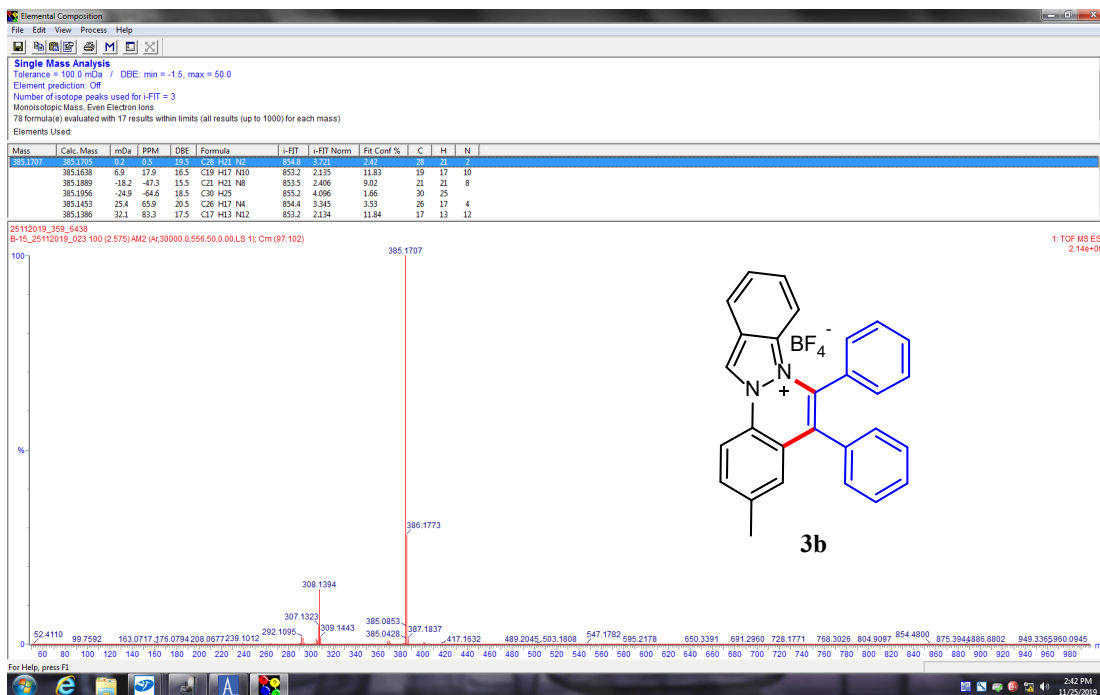 Elemental Composition
File Edit View Process Help
Single Mass Analysis
Tolerance = 100.0 mDa / DBE: min = -1.5, max = 50.0
Element prediction: Off
Number of isotope peaks used for i-FIT = 3
Monoisotopic Mass, Even Electron Ions
78 formula(e) evaluated with 17 results within limits (all results (up to 1000) for each mass)
Elements Used:
Mass Calc. Mass mDa PPM DBE Formula i-FIT i-FIT Norm Fit Conf % C H N
385.1707 385.1705 0.2 0.5 19.5 C28 H21 N2 854.8 3.721 2.42 28 21 2
385.1638 6.9 17.9 16.5 C19 H17 N10 853.2 2.135 11.83 19 17 10
385.1889 -18.2 -47.3 15.5 C21 H21 N8 853.5 2.406 9.02 21 21 8
385.1956 -24.9 -64.6 18.5 C30 H25 855.2 4.096 1.66 30 25
385.1453 25.4 65.9 20.5 C26 H17 N4 854.4 3.345 3.53 26 17 4
385.1386 32.1 83.3 17.5 C17 H13 N12 853.2 2.134 11.84 17 13 12
25112019_359_6438
B-15_25112019_023 100 (2.575) AM2 (Ar,30000.0,556.50,0.00,LS 1); Cm (97:102)
1: TOF MS ES
2.14e+00
100
385.1707
BF4
-
N
N
+
%
3b
386.1773
308.1394
307.1323
309.1443
292.1095
385.0853
385.0428
387.1837
52.4110 99.7592 163.0717 176.0794 208.0677 239.1012 417.1632 489.2045 503.1808 547.1782 595.2178 650.3391 691.2960 728.1771 768.3026 804.9097 854.4800 875.3944 886.8802 949.3365 960.0945
0
60 80 100 120 140 160 180 200 220 240 260 280 300 320 340 360 380 400 420 440 460 480 500 520 540 560 580 600 620 640 660 680 700 720 740 760 780 800 820 840 860 880 900 920 940 960 980
For Help, press F1
2:42 PM
11/25/2019